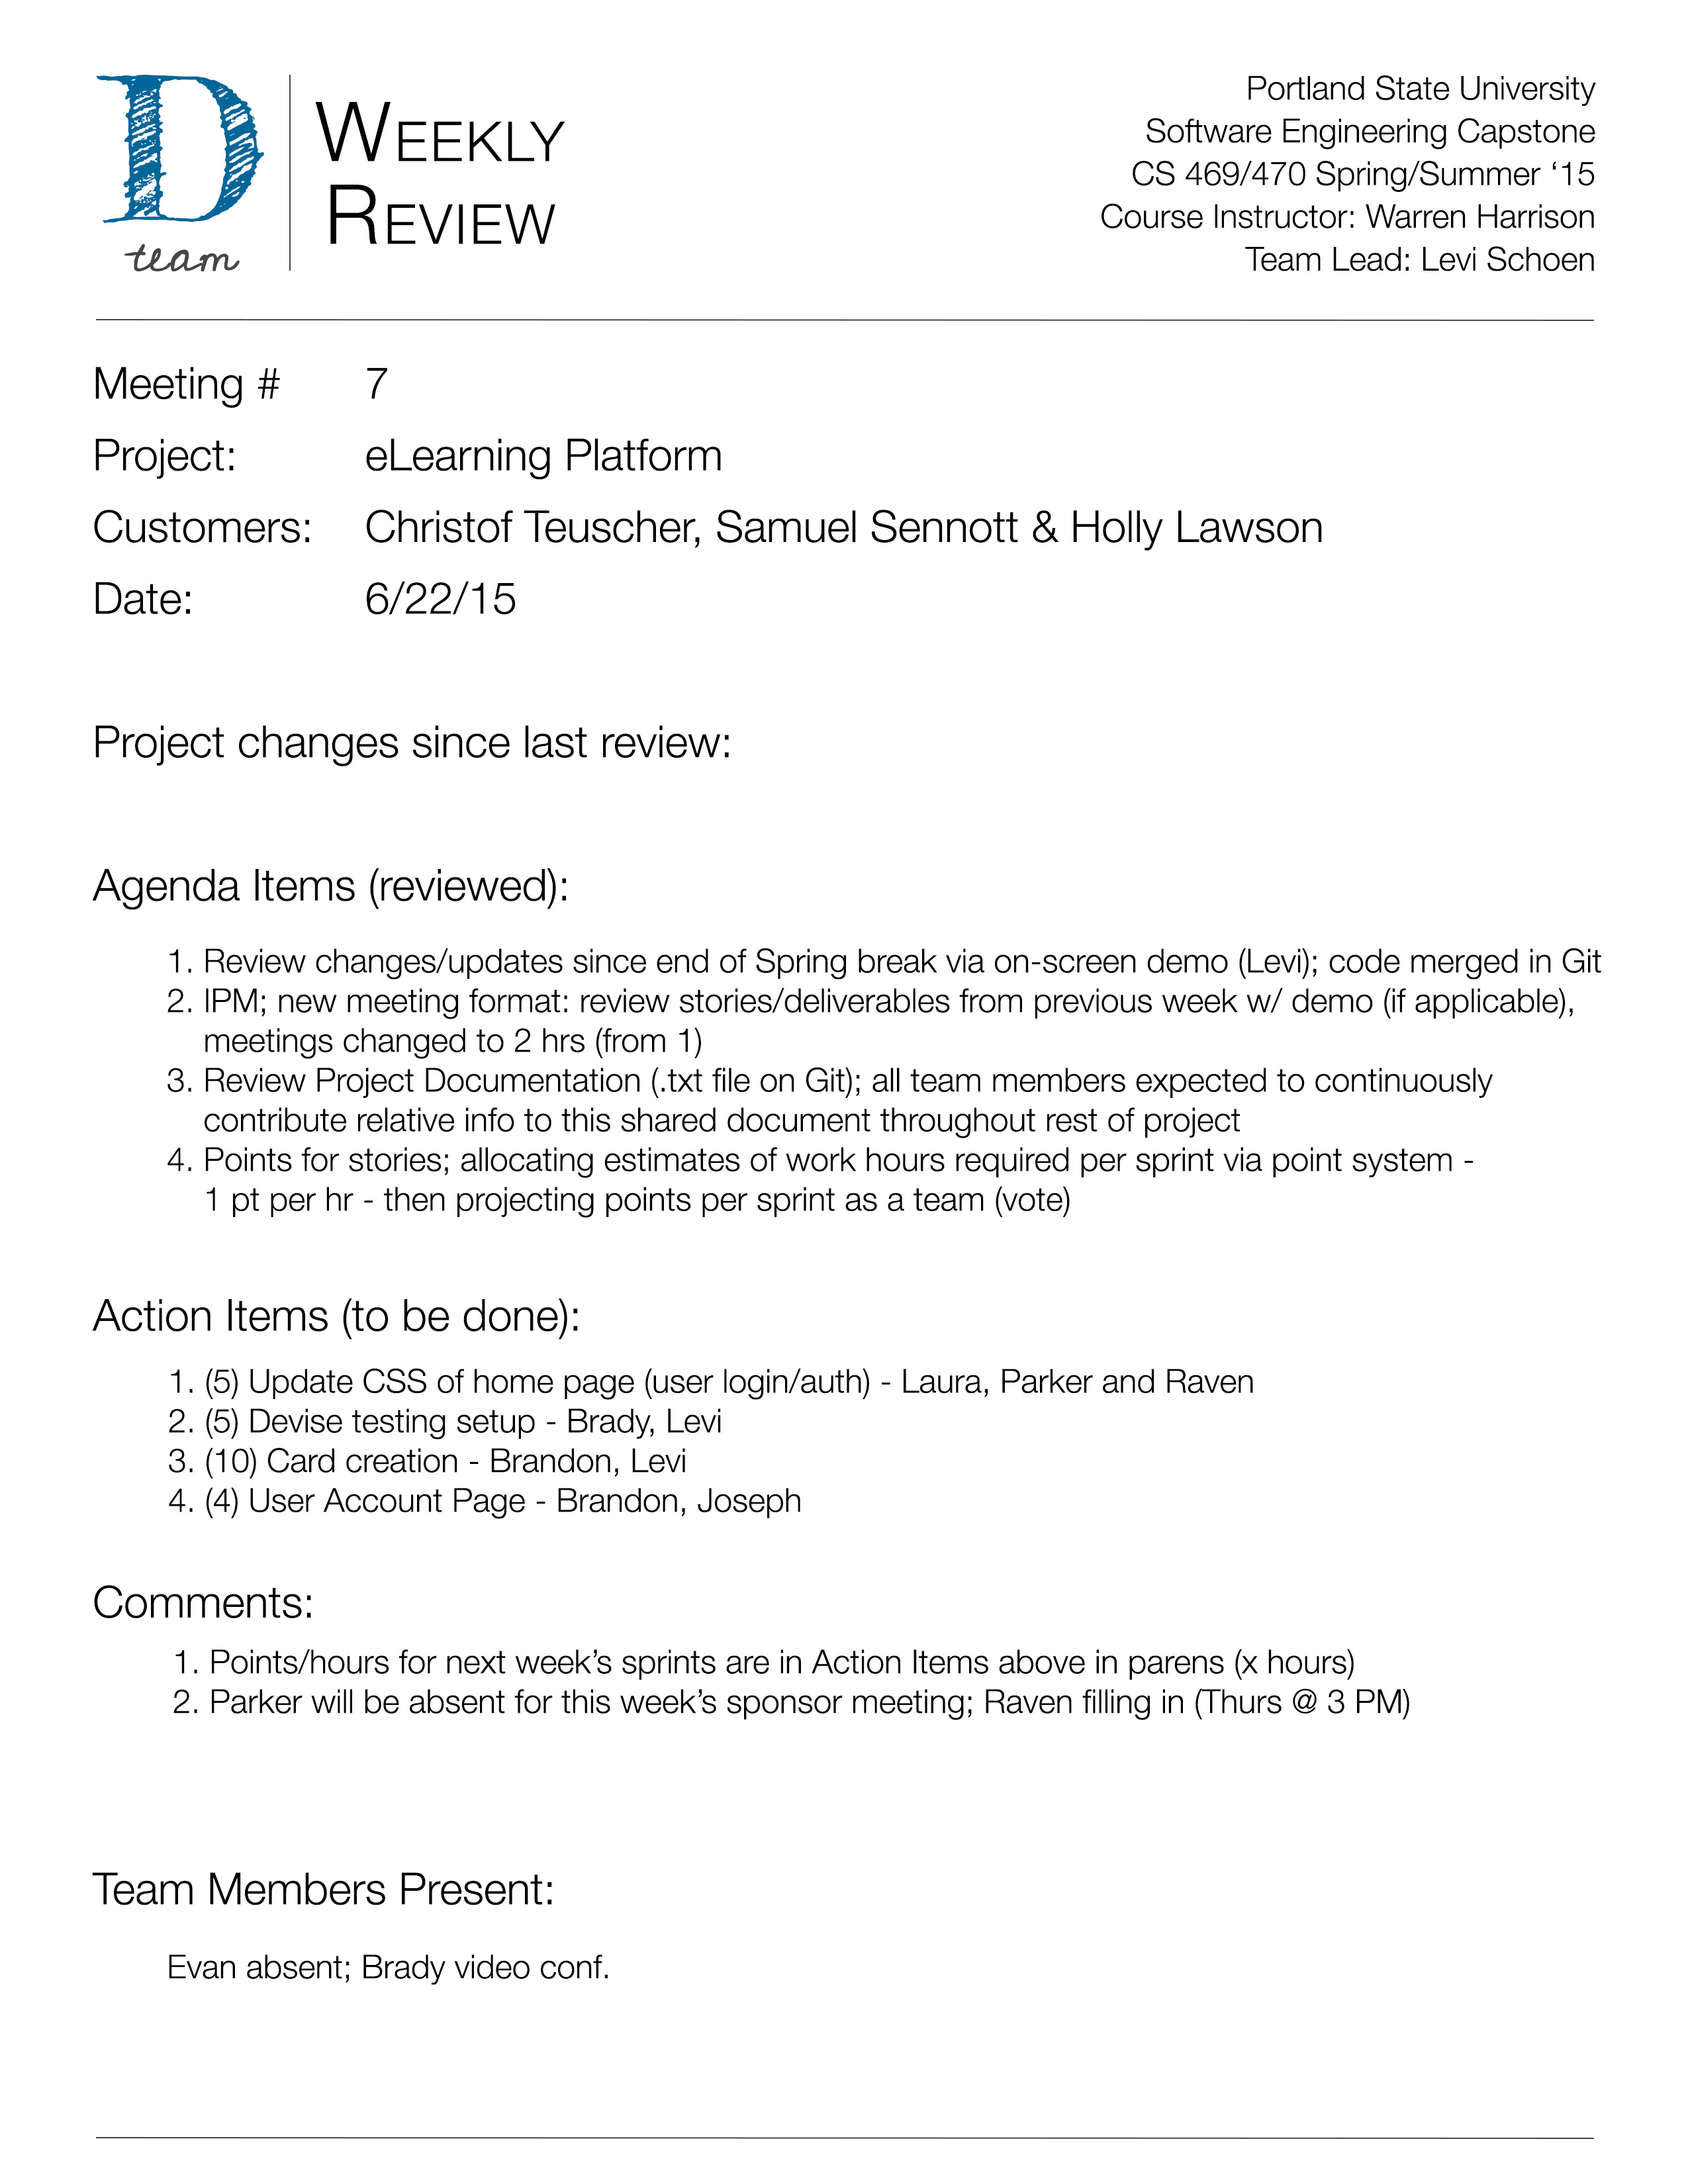 D
team
WEEKLY
REVIEW
Portland State University
Software Engineering Capstone
CS 469/470 Spring/Summer ‘15
Course Instructor: Warren Harrison
Team Lead: Levi Schoen
Meeting # 7
Project: eLearning Platform
Customers: Christof Teuscher, Samuel Sennott & Holly Lawson
Date: 6/22/15
Project changes since last review:
Agenda Items (reviewed):
1. Review changes/updates since end of Spring break via on-screen demo (Levi); code merged in Git
2. IPM; new meeting format: review stories/deliverables from previous week w/ demo (if applicable),
meetings changed to 2 hrs (from 1)
3. Review Project Documentation (.txt file on Git); all team members expected to continuously
contribute relative info to this shared document throughout rest of project
4. Points for stories; allocating estimates of work hours required per sprint via point system -
1 pt per hr - then projecting points per sprint as a team (vote)
Action Items (to be done):
1. (5) Update CSS of home page (user login/auth) - Laura, Parker and Raven
2. (5) Devise testing setup - Brady, Levi
3. (10) Card creation - Brandon, Levi
4. (4) User Account Page - Brandon, Joseph
Comments:
1. Points/hours for next week’s sprints are in Action Items above in parens (x hours)
2. Parker will be absent for this week’s sponsor meeting; Raven filling in (Thurs @ 3 PM)
Team Members Present:
Evan absent; Brady video conf.